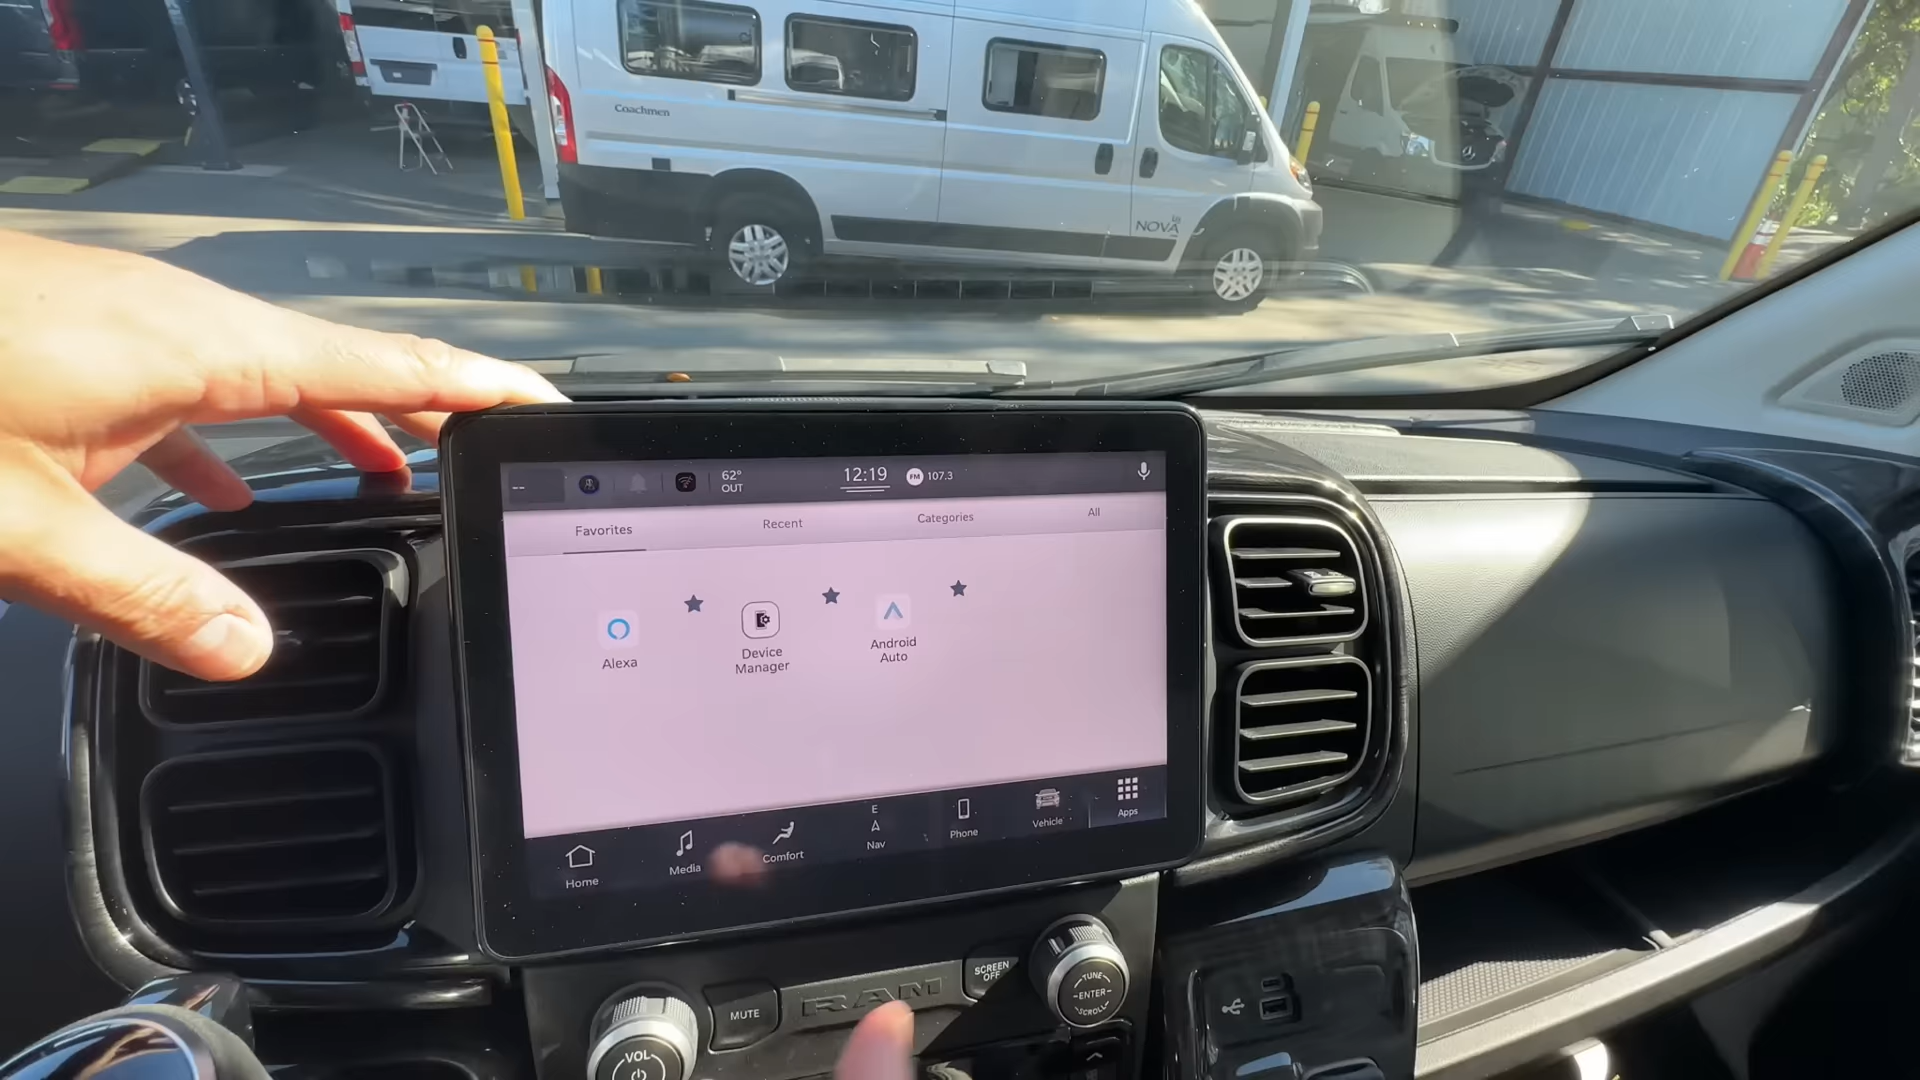 Coachmen
NOVA
--
62°
OUT
12:19
FM 107.3
Favorites
Recent
Categories
All
Alexa
Device
Manager
Android
Auto
Home
Media
Comfort
E
Nav
Phone
Vehicle
Apps
VOL
MUTE
RAM
SCREEN
OFF
TUNE
-ENTER-
SCROLL